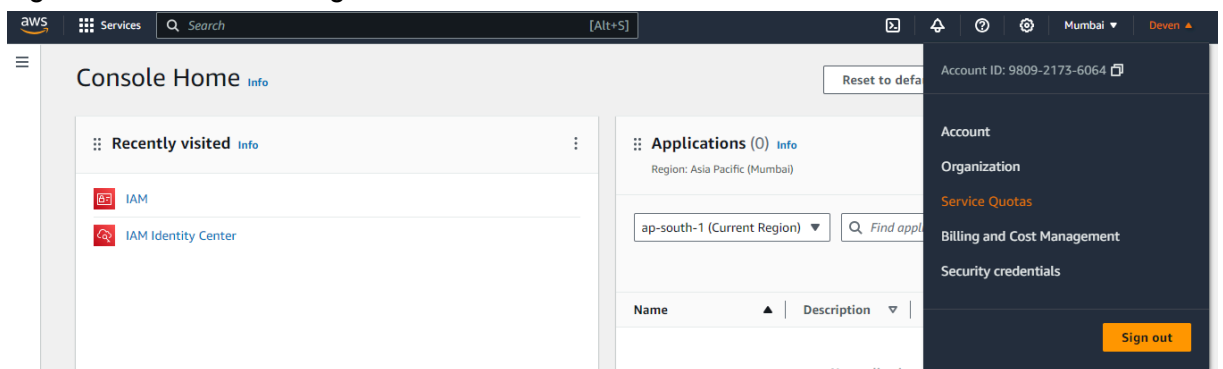 aws
Services
Search
[Alt+S]
Mumbai
Deven
Console Home Info
Reset to defa
Account ID: 9809-2173-6064
Recently visited Info
Applications (0) Info
Region: Asia Pacific (Mumbai)
IAM
IAM Identity Center
ap-south-1 (Current Region)
Find appl
Name
Description
Account
Organization
Service Quotas
Billing and Cost Management
Security credentials
Sign out